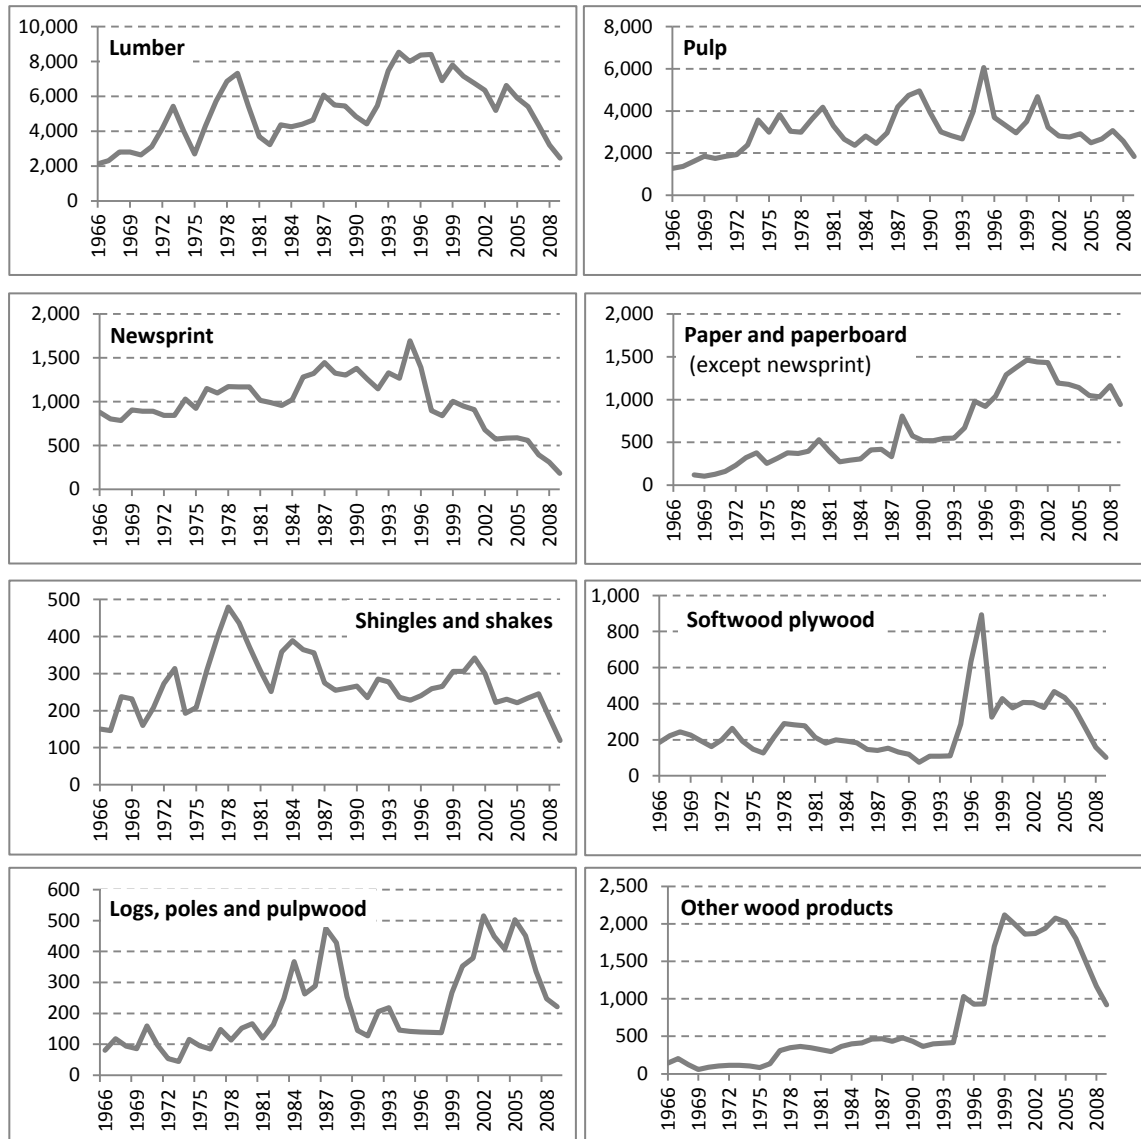 Lumber
10,000
8,000
6,000
4,000
2,000
0
1966 1969 1972 1975 1978 1981 1984 1987 1990 1993 1996 1999 2002 2005 2008
Pulp
8,000
6,000
4,000
2,000
0
1966 1969 1972 1975 1978 1981 1984 1987 1990 1993 1996 1999 2002 2005 2008
Newsprint
2,000
1,500
1,000
500
0
1966 1969 1972 1975 1978 1981 1984 1987 1990 1993 1996 1999 2002 2005 2008
Paper and paperboard
(except newsprint)
2,000
1,500
1,000
500
0
1966 1969 1972 1975 1978 1981 1984 1987 1990 1993 1996 1999 2002 2005 2008
Shingles and shakes
500
400
300
200
100
0
1966 1969 1972 1975 1978 1981 1984 1987 1990 1993 1996 1999 2002 2005 2008
Softwood plywood
1,000
800
600
400
200
0
1966 1969 1972 1975 1978 1981 1984 1987 1990 1993 1996 1999 2002 2005 2008
Logs, poles and pulpwood
600
500
400
300
200
100
0
1966 1969 1972 1975 1978 1981 1984 1987 1990 1993 1996 1999 2002 2005 2008
Other wood products
2,500
2,000
1,500
1,000
500
0
1966 1969 1972 1975 1978 1981 1984 1987 1990 1993 1996 1999 2002 2005 2008